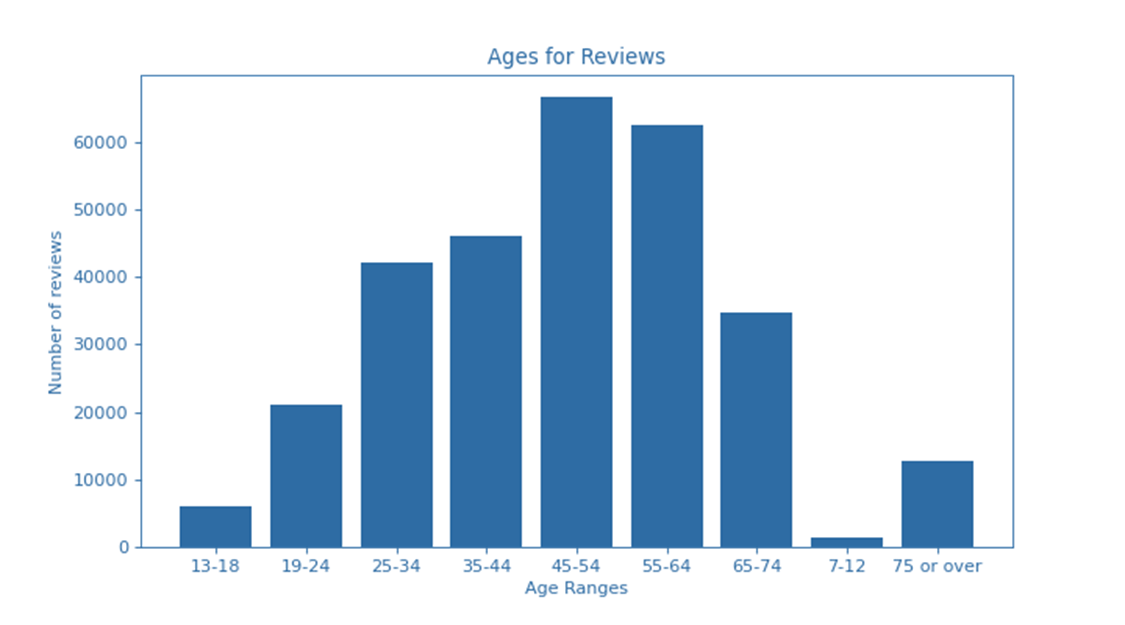 Ages for Reviews
Number of reviews
60000
50000
40000
30000
20000
10000
0
13-18 19-24 25-34 35-44 45-54 55-64 65-74 7-12 75 or over
Age Ranges